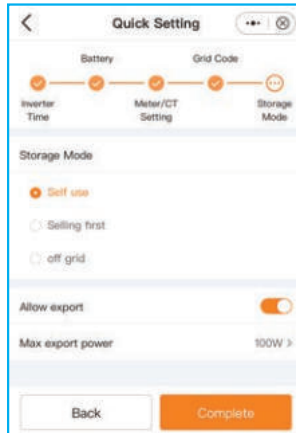 Quick Setting
Battery
Grid Code
Inverter Time
Meter/CT Setting
Storage Mode
Storage Mode
Self use
Selling first
off grid
Allow export
Max export power 100W >
Back
Complete